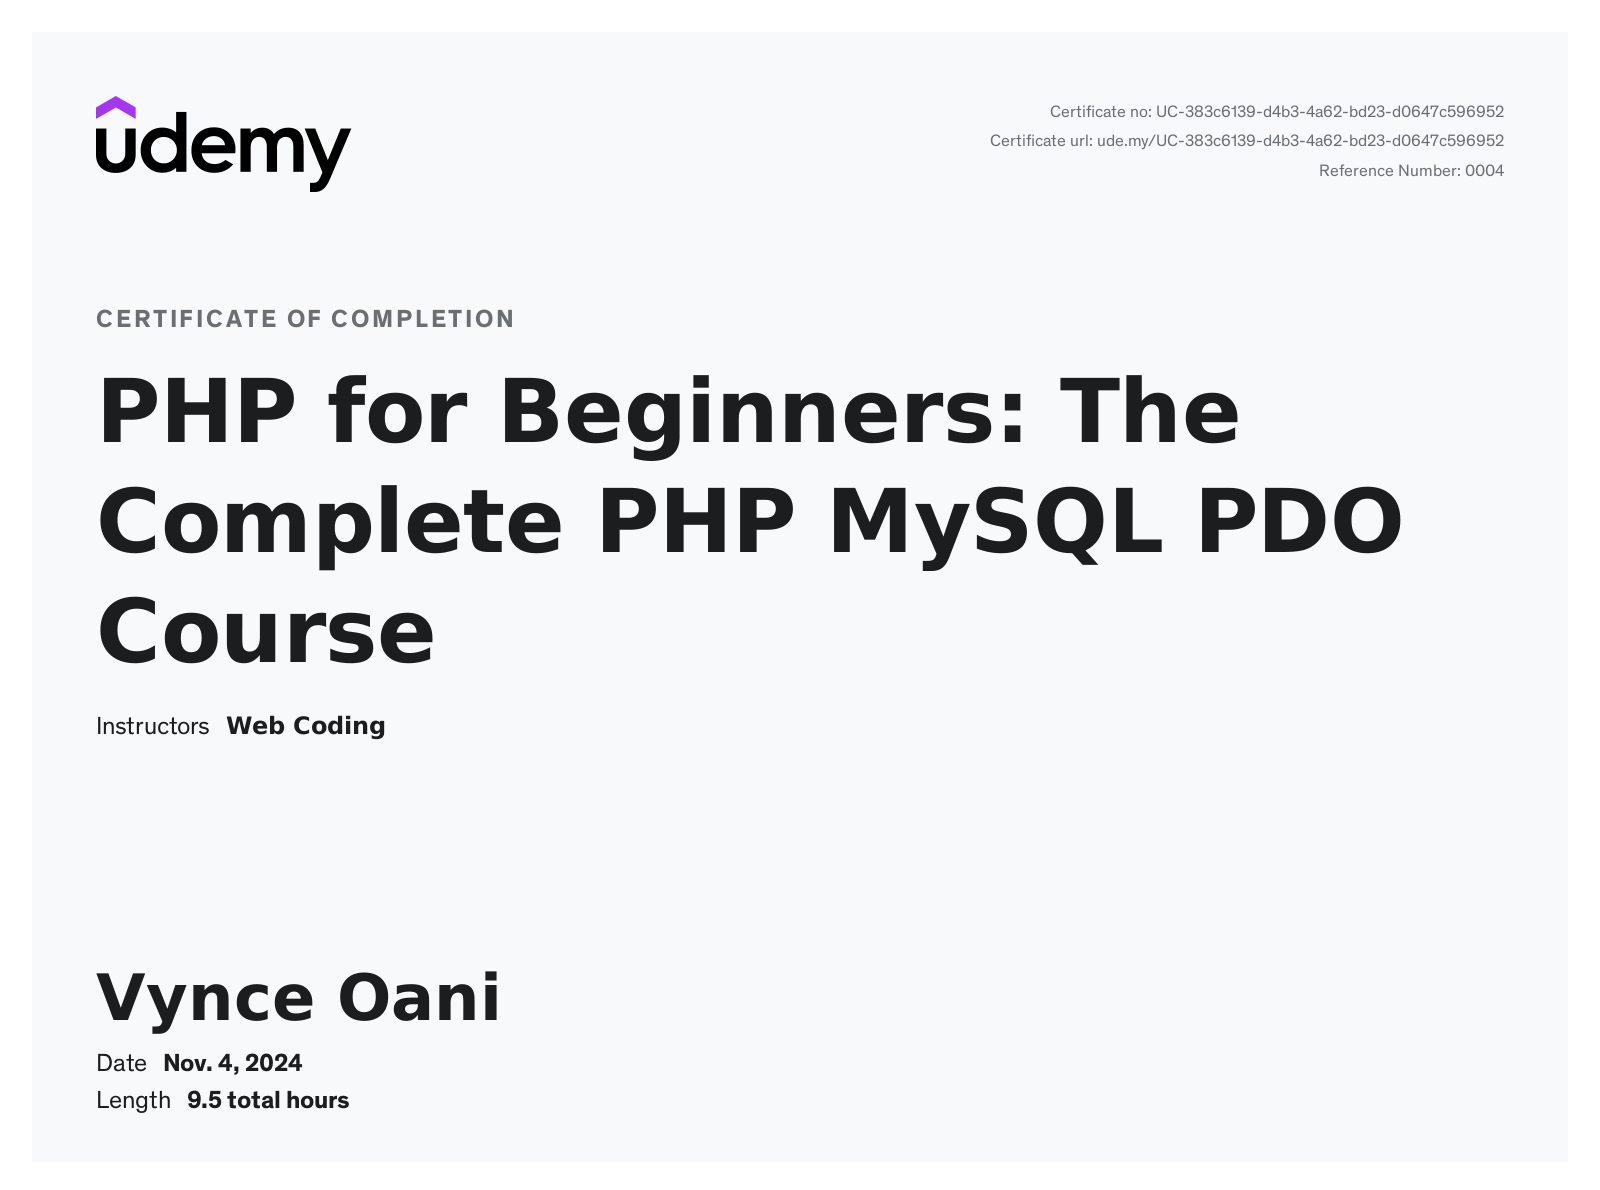 udemy
Certificate no: UC-383c6139-d4b3-4a62-bd23-d0647c596952
Certificate url: ude.my/UC-383c6139-d4b3-4a62-bd23-d0647c596952
Reference Number: 0004
CERTIFICATE OF COMPLETION
PHP for Beginners: The
Complete PHP MySQL PDO
Course
Instructors Web Coding
Vynce Oani
Date Nov. 4, 2024
Length 9.5 total hours